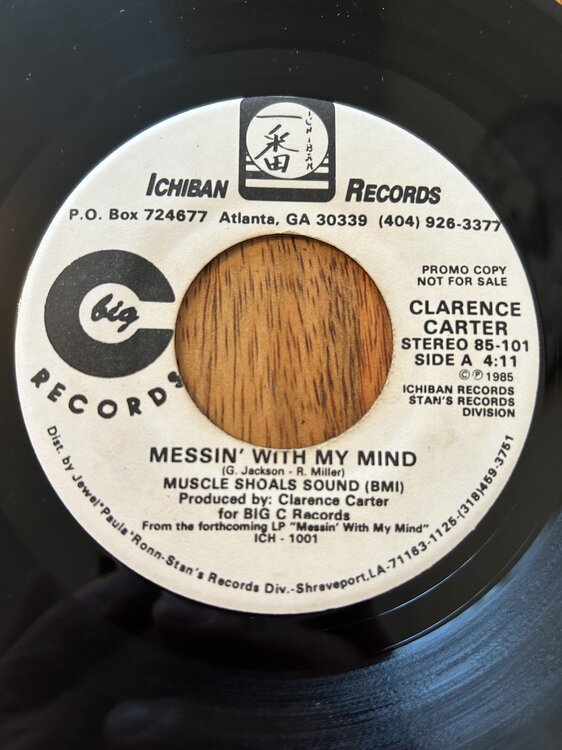 一番
ICHIBAN
ICHIBAN RECORDS
P.O. Box 724677 Atlanta, GA 30339 (404) 926-3377
big C
RECORDS
PROMO COPY
NOT FOR SALE
CLARENCE
CARTER
STEREO 85-101
SIDE A 4:11
© ℗ 1985
ICHIBAN RECORDS
STAN'S RECORDS
DIVISION
MESSIN' WITH MY MIND
(G. Jackson - R. Miller)
MUSCLE SHOALS SOUND (BMI)
Produced by: Clarence Carter
for BIG C Records
From the forthcoming LP "Messin' With My Mind"
ICH - 1001
Dist. by Jewel*Paula*Ronn-Stan's Records Div.-Shreveport,LA-71163-1125-(318)459-3751